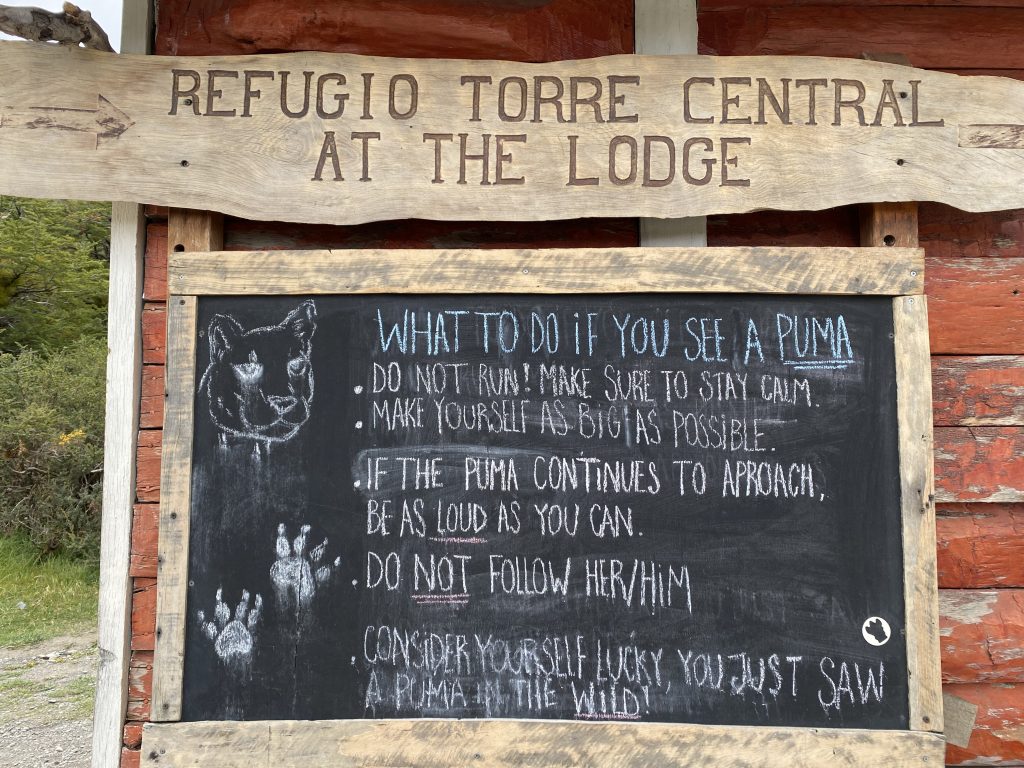 REFUGIO TORRE CENTRAL
AT THE LODGE
WHAT TO DO iF YOU SEE A PUMA
. DO NOT RUN! MAKE SURE TO STAY CALM.
. MAKE YOURSELF AS BIG AS POSSIBLE.
. IF THE PUMA CONTINUES TO APROACH,
BE AS LOUD AS YOU CAN.
. DO NOT FOLLOW HER/HiM
. CONSiDER YOURSELF LUCKY, YOU JUST SAW
A PUMA IN THE WiLD!